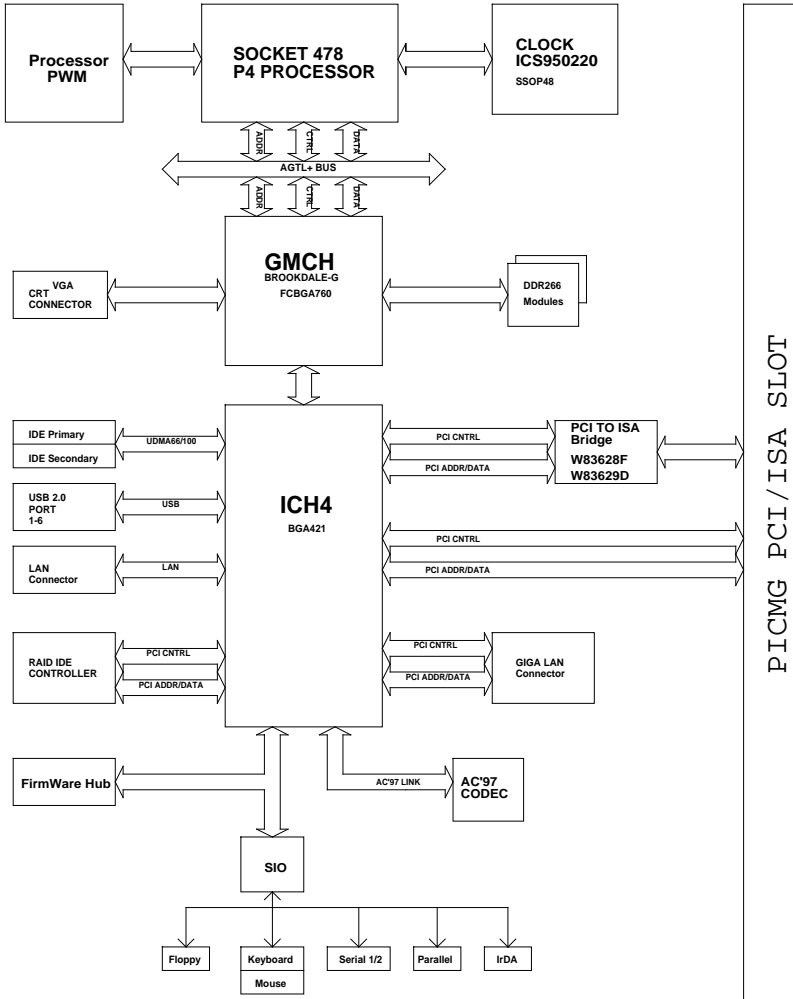 Processor
PWM
SOCKET 478
P4 PROCESSOR
CLOCK
ICS950220
SSOP48
ADDR
CTRL
DATA
AGTL+ BUS
ADDR
CTRL
DATA
GMCH
BROOKDALE-G
FCBGA760
VGA
CRT
CONNECTOR
DDR266
Modules
IDE Primary
IDE Secondary
UDMA66/100
PCI CNTRL
PCI ADDR/DATA
PCI TO ISA
Bridge
W83628F
W83629D
USB 2.0
PORT
1-6
USB
ICH4
BGA421
PCI CNTRL
PCI ADDR/DATA
LAN
Connector
LAN
RAID IDE
CONTROLLER
PCI CNTRL
PCI ADDR/DATA
PCI CNTRL
PCI ADDR/DATA
GIGA LAN
Connector
FirmWare Hub
AC'97 LINK
AC'97
CODEC
SIO
Floppy
Keyboard
Mouse
Serial 1/2
Parallel
IrDA
PICMG PCI/ISA SLOT